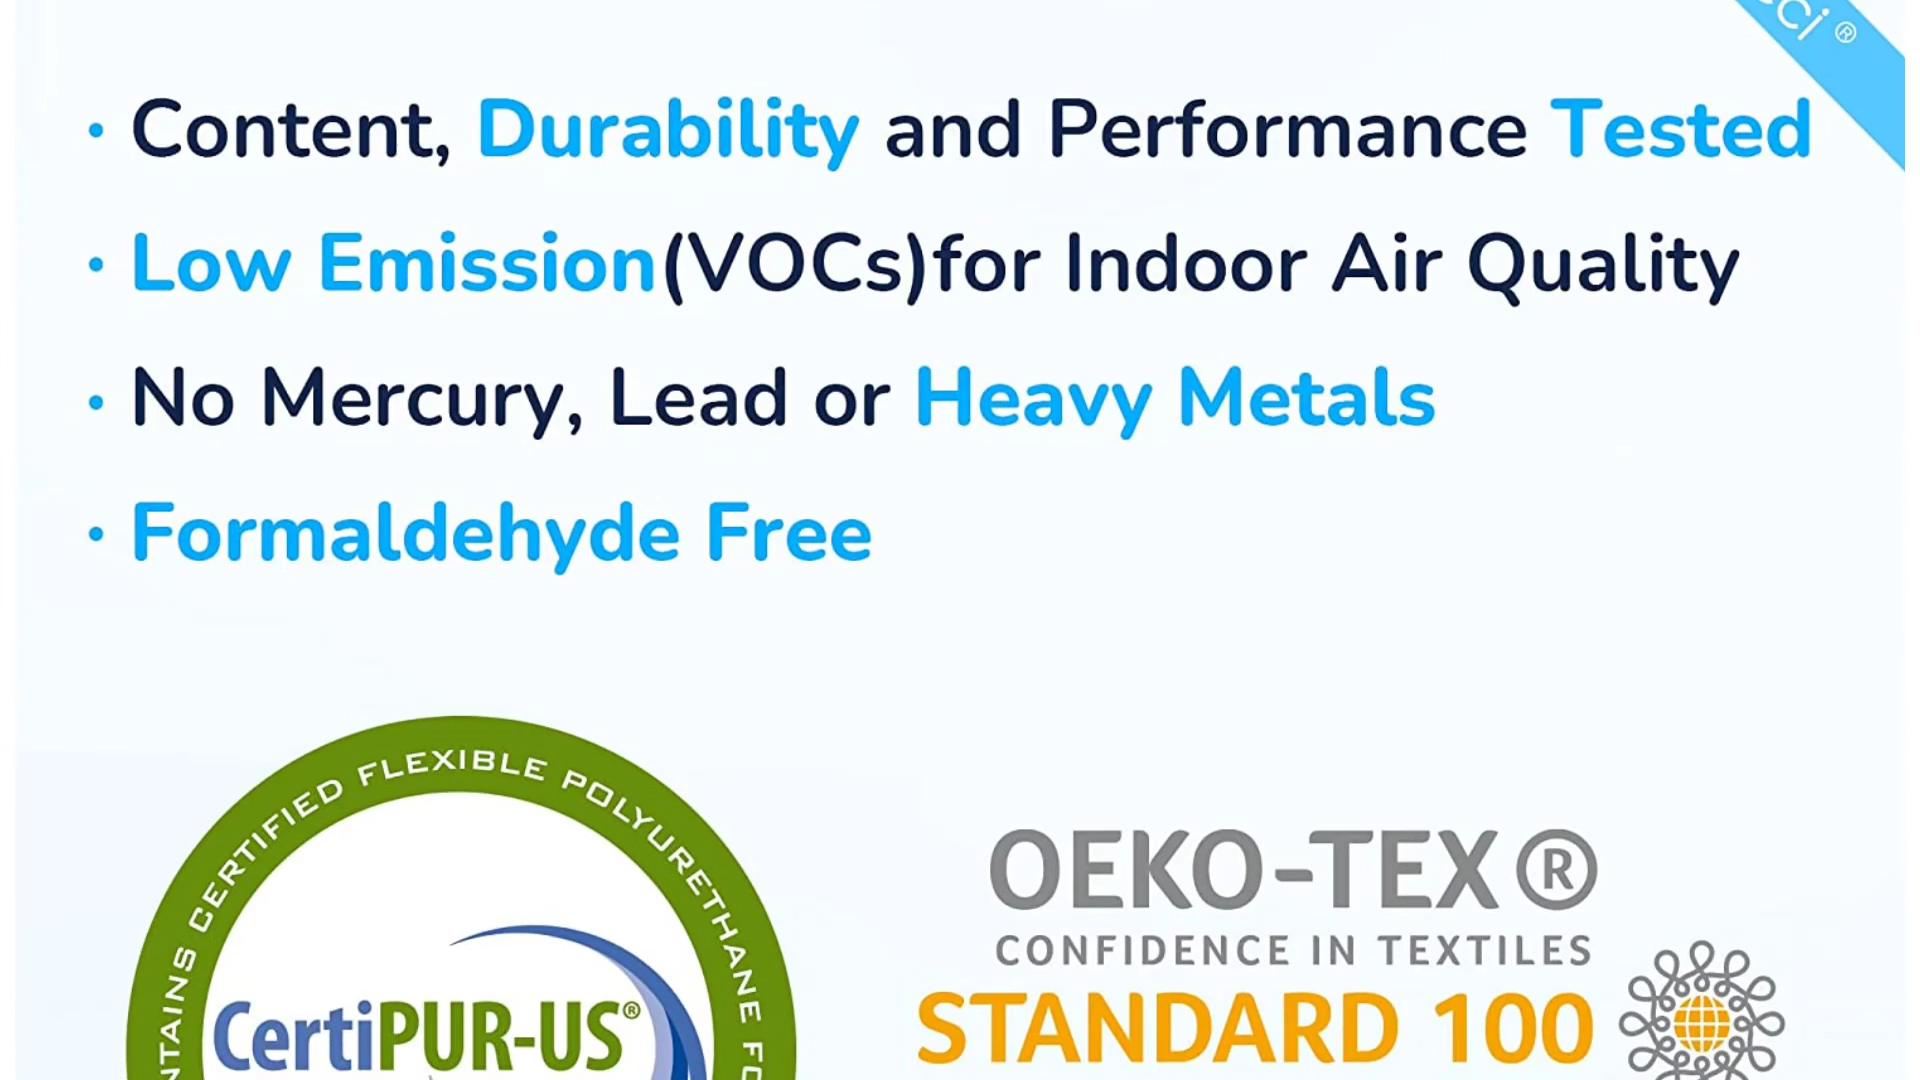 · Content, Durability and Performance Tested
· Low Emission(VOCs)for Indoor Air Quality
· No Mercury, Lead or Heavy Metals
· Formaldehyde Free
CERTIFIED FLEXIBLE POLYURETHANE
CertiPUR-US®
OEKO-TEX®
CONFIDENCE IN TEXTILES
STANDARD 100